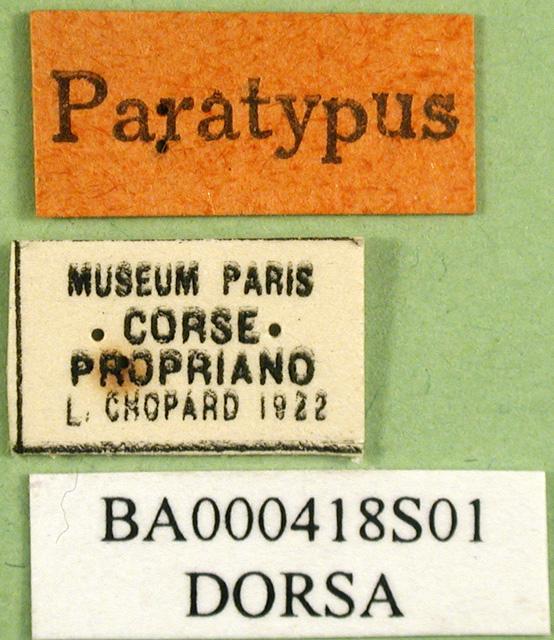 Paratypus
MUSEUM PARIS
• CORSE •
PROPRIANO
L. CHOPARD 1922
BA000418S01
DORSA